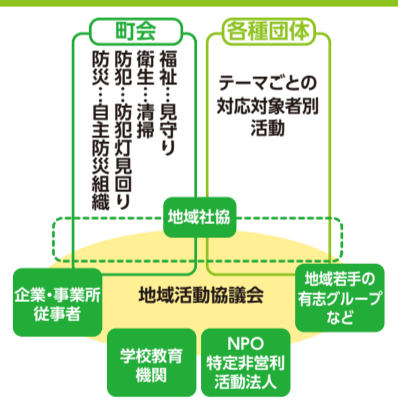 町会
福祉…見守り
衛生…清掃
防犯…防犯灯見回り
防災…自主防災組織
各種団体
テーマごとの
対応対象者別
活動
地域社協
地域活動協議会
企業・事業所
従事者
地域若手の
有志グループ
など
学校教育
機関
NPO
特定非営利
活動法人